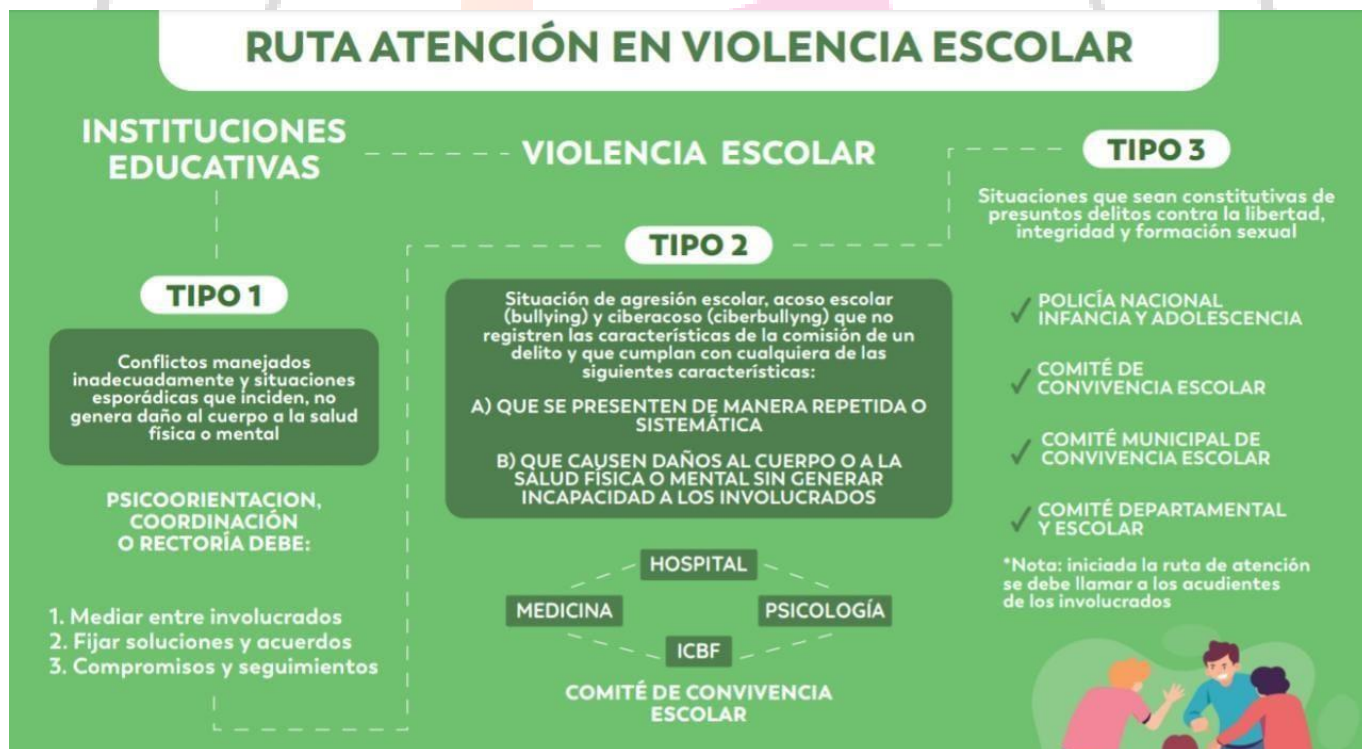 RUTA ATENCIÓN EN VIOLENCIA ESCOLAR
INSTITUCIONES
EDUCATIVAS
VIOLENCIA ESCOLAR
TIPO 1
Conflictos manejados
inadecuadamente y situaciones
esporádicas que inciden, no
genera daño al cuerpo a la salud
física o mental
PSICOORIENTACION,
COORDINACIÓN
O RECTORÍA DEBE:
1. Mediar entre involucrados
2. Fijar soluciones y acuerdos
3. Compromisos y seguimientos
TIPO 2
Situación de agresión escolar, acoso escolar
(bullying) y ciberacoso (ciberbullyng) que no
registren las características de la comisión de un
delito y que cumplan con cualquiera de las
siguientes características:
A) QUE SE PRESENTEN DE MANERA REPETIDA O
SISTEMÁTICA
B) QUE CAUSEN DAÑOS AL CUERPO O A LA
SALUD FÍSICA O MENTAL SIN GENERAR
INCAPACIDAD A LOS INVOLUCRADOS
HOSPITAL
MEDICINA
PSICOLOGÍA
ICBF
COMITÉ DE CONVIVENCIA
ESCOLAR
TIPO 3
Situaciones que sean constitutivas de
presuntos delitos contra la libertad,
integridad y formación sexual
POLICÍA NACIONAL
INFANCIA Y ADOLESCENCIA
COMITÉ DE
CONVIVENCIA ESCOLAR
COMITÉ MUNICIPAL DE
CONVIVENCIA ESCOLAR
COMITÉ DEPARTAMENTAL
Y ESCOLAR
*Nota: iniciada la ruta de atención
se debe llamar a los acudientes
de los involucrados